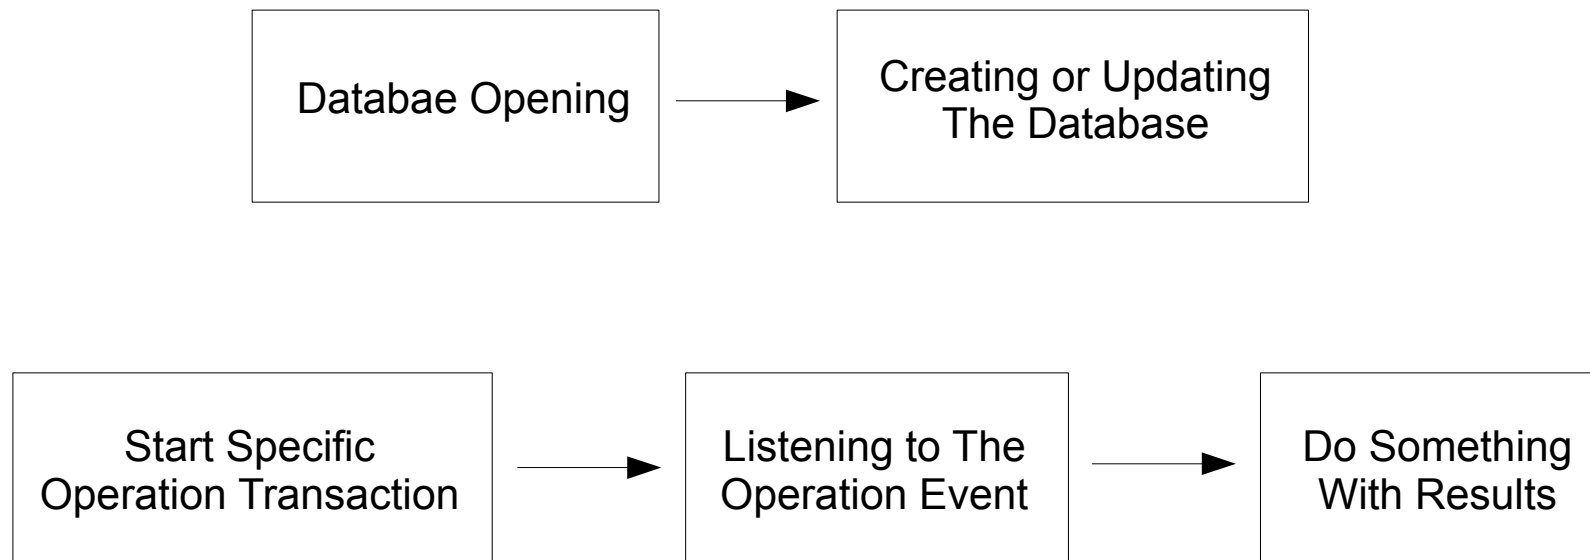 Databae Opening
Creating or Updating
The Database
Start Specific
Operation Transaction
Listening to The
Operation Event
Do Something
With Results